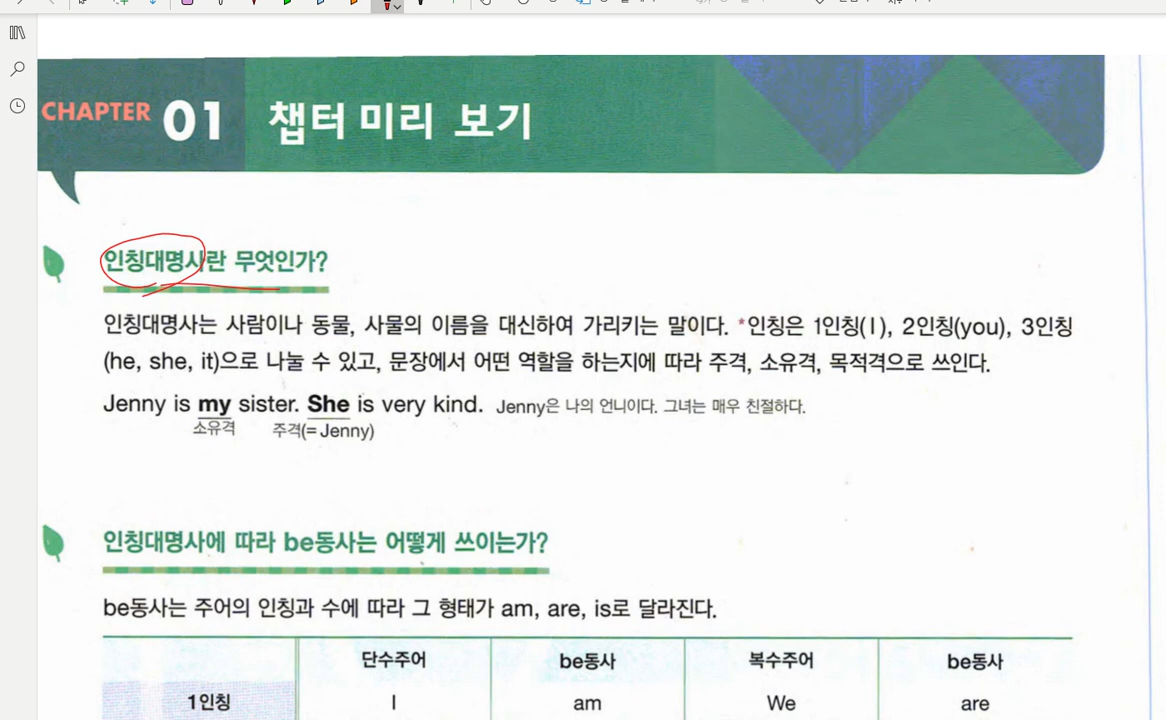 CHAPTER 01 챕터 미리 보기
인칭대명사란 무엇인가?
인칭대명사는 사람이나 동물, 사물의 이름을 대신하여 가리키는 말이다. *인칭은 1인칭(I), 2인칭(you), 3인칭
(he, she, it)으로 나눌 수 있고, 문장에서 어떤 역할을 하는지에 따라 주격, 소유격, 목적격으로 쓰인다.
Jenny is my sister. She is very kind. Jenny은 나의 언니이다. 그녀는 매우 친절하다.
소유격 주격(= Jenny)
인칭대명사에 따라 be동사는 어떻게 쓰이는가?
be동사는 주어의 인칭과 수에 따라 그 형태가 am, are, is로 달라진다.
단수주어 be동사 복수주어 be동사
1인칭 I am We are